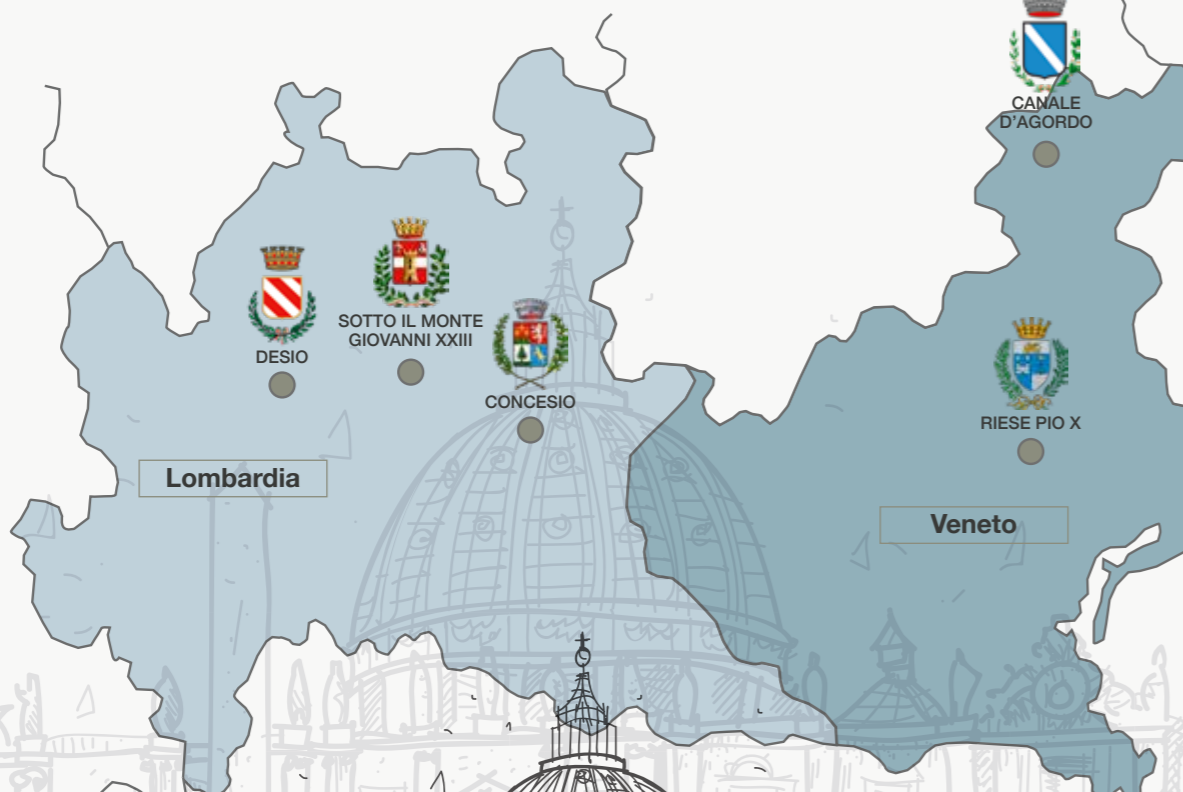 CANALE
D'AGORDO
SOTTO IL MONTE
GIOVANNI XXIII
DESIO
CONCESIO
RIESE PIO X
Lombardia
Veneto